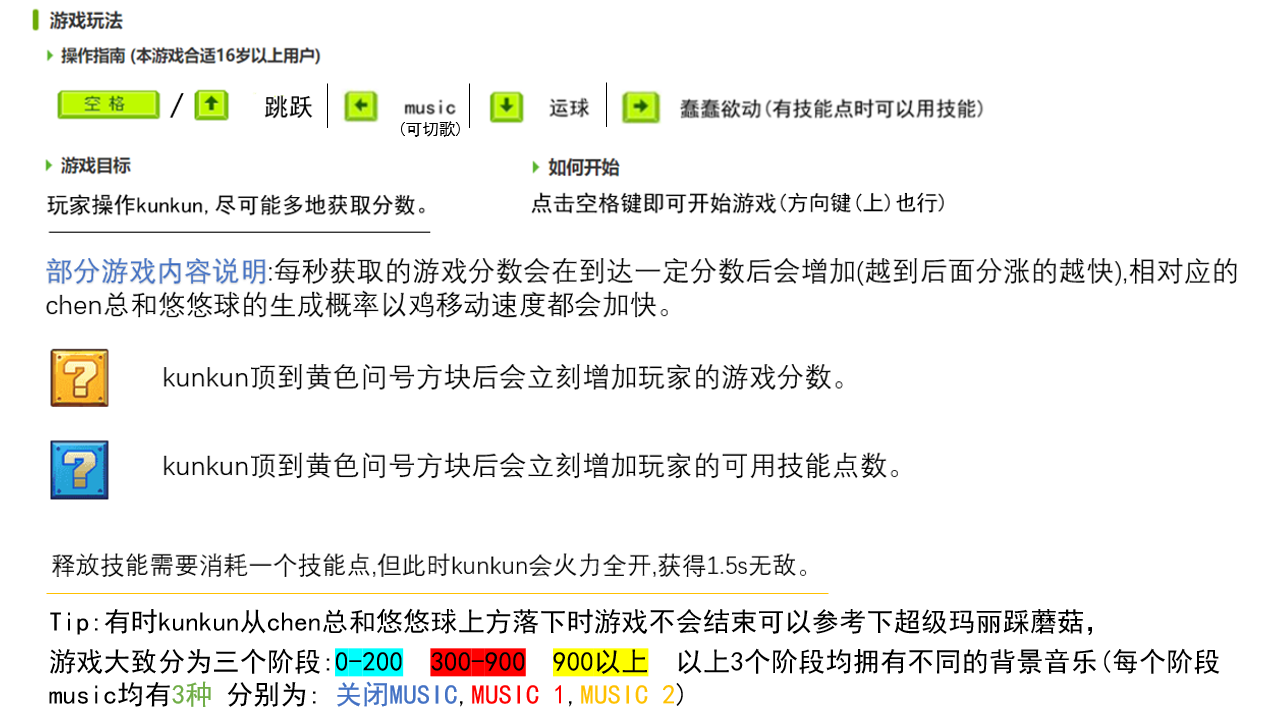 游戏玩法
操作指南 (本游戏合适16岁以上用户)
空格 / 跳跃 music 运球 蠢蠢欲动(有技能点时可以用技能)
(可切歌)
游戏目标 如何开始
玩家操作kunkun,尽可能多地获取分数。 点击空格键即可开始游戏(方向键(上)也行)
部分游戏内容说明:每秒获取的游戏分数会在到达一定分数后会增加(越到后面分涨的越快),相对应的
chen总和悠悠球的生成概率以鸡移动速度都会加快。
? kunkun顶到黄色问号方块后会立刻增加玩家的游戏分数。
? kunkun顶到黄色问号方块后会立刻增加玩家的可用技能点数。
释放技能需要消耗一个技能点,但此时kunkun会火力全开,获得1.5s无敌。
Tip:有时kunkun从chen总和悠悠球上方落下时游戏不会结束可以参考下超级玛丽踩蘑菇,
游戏大致分为三个阶段:0-200 300-900 900以上 以上3个阶段均拥有不同的背景音乐(每个阶段
music均有3种 分别为: 关闭MUSIC,MUSIC 1,MUSIC 2)